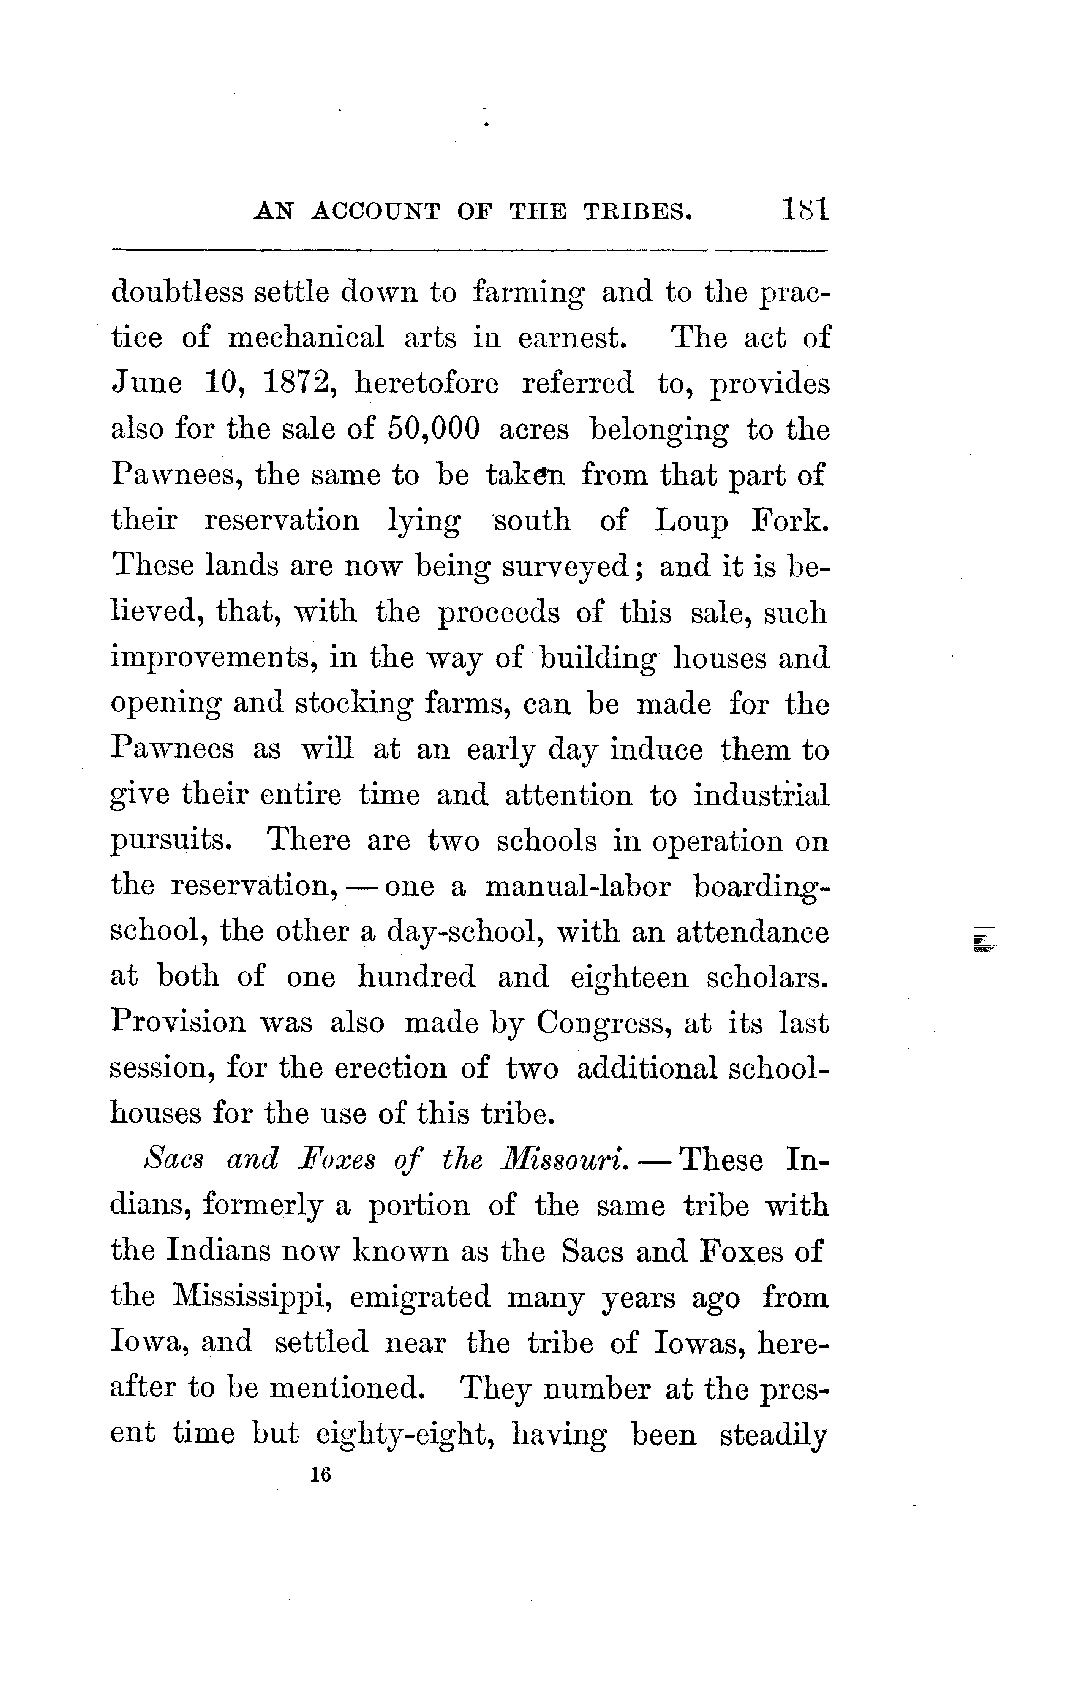 AN ACCOUNT OF THE TRIBES. 181
doubtless settle down to farming and to the prac-
tice of mechanical arts in earnest. The act of
June 10, 1872, heretofore referred to, provides
also for the sale of 50,000 acres belonging to the
Pawnees, the same to be taken from that part of
their reservation lying south of Loup Fork.
These lands are now being surveyed; and it is be-
lieved, that, with the proceeds of this sale, such
improvements, in the way of building houses and
opening and stocking farms, can be made for the
Pawnees as will at an early day induce them to
give their entire time and attention to industrial
pursuits. There are two schools in operation on
the reservation, — one a manual-labor boarding-
school, the other a day-school, with an attendance
at both of one hundred and eighteen scholars.
Provision was also made by Congress, at its last
session, for the erection of two additional school-
houses for the use of this tribe.
Sacs and Foxes of the Missouri. — These In-
dians, formerly a portion of the same tribe with
the Indians now known as the Sacs and Foxes of
the Mississippi, emigrated many years ago from
Iowa, and settled near the tribe of Iowas, here-
after to be mentioned. They number at the pres-
ent time but eighty-eight, having been steadily
16